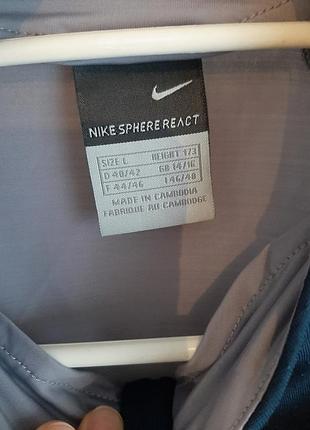 NIKE SPHERE REACT
SIZE L HEIGHT 173
D 40/42 GB 14/16
F 44/46 I 46/48
MADE IN CAMBODIA
FABRIQUE AU CAMBODGE